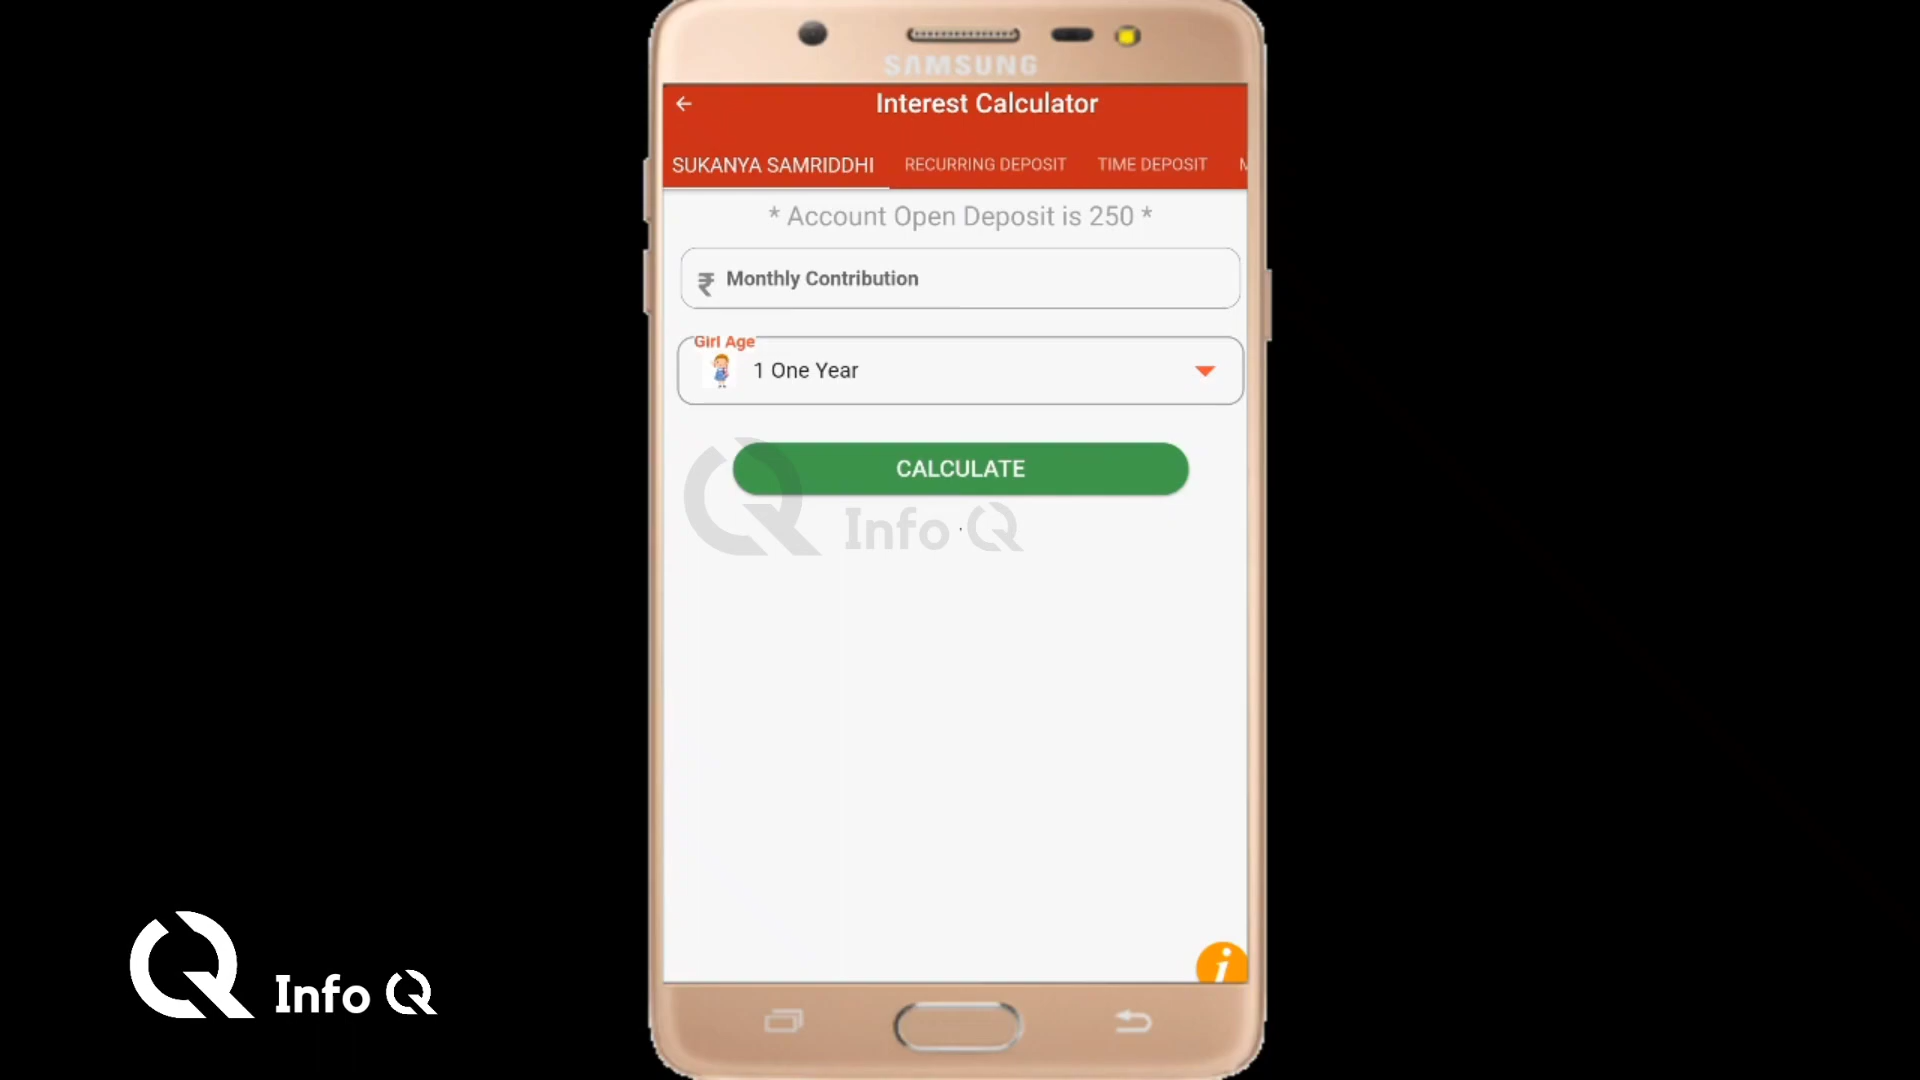 SAMSUNG
Interest Calculator
SUKANYA SAMRIDDHI RECURRING DEPOSIT TIME DEPOSIT M
* Account Open Deposit is 250 *
₹ Monthly Contribution
Girl Age
1 One Year
CALCULATE
Info Q
i
Info Q